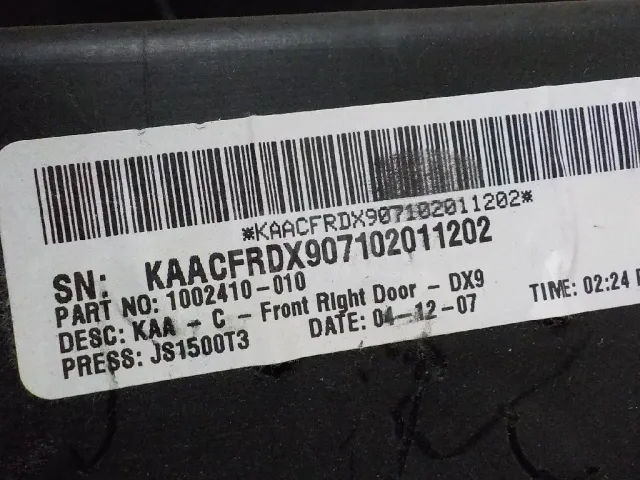 *KAACFRDX907102011202*
SN: KAACFRDX907102011202
PART NO: 1002410-010
DESC: KAA - C - Front RIght Door - DX9
PRESS: JS1500T3 DATE: 04-12-07 TIME: 02:24